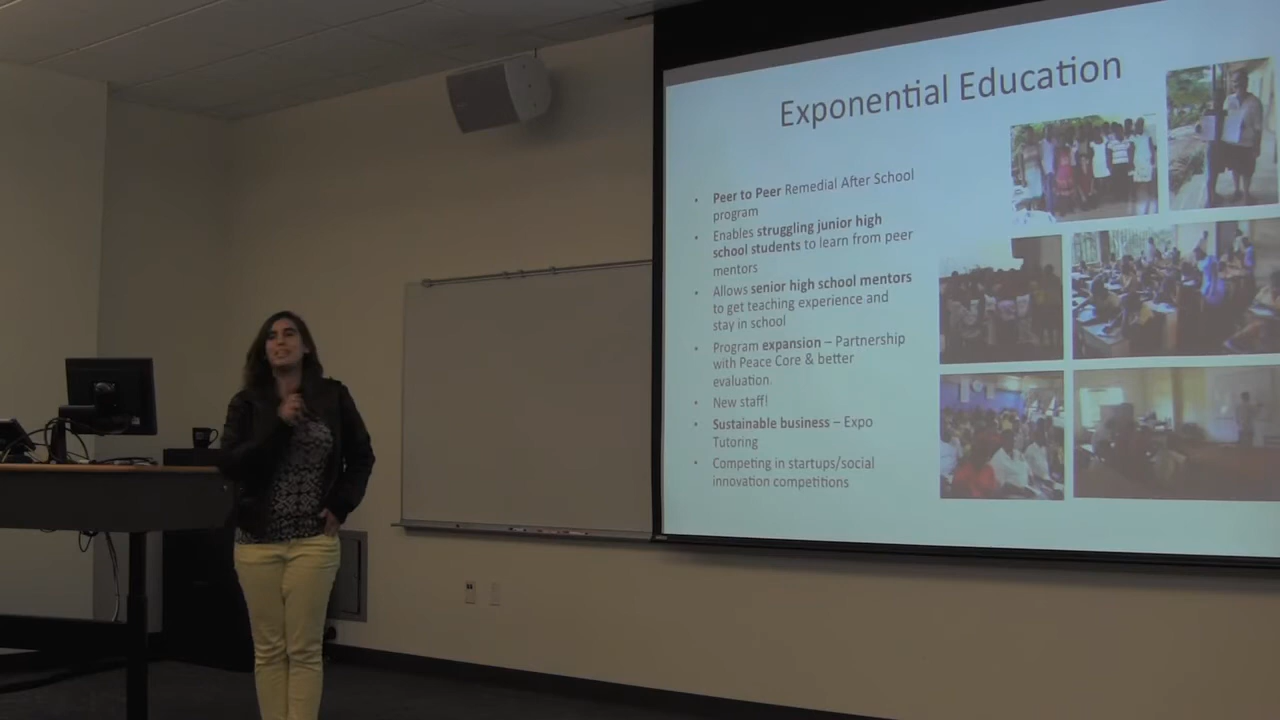 Exponential Education
• Peer to Peer Remedial After School
program
• Enables struggling junior high
school students to learn from peer
mentors
• Allows senior high school mentors
to get teaching experience and
stay in school
• Program expansion – Partnership
with Peace Core & better
evaluation.
• New staff!
• Sustainable business – Expo
Tutoring
• Competing in startups/social
innovation competitions